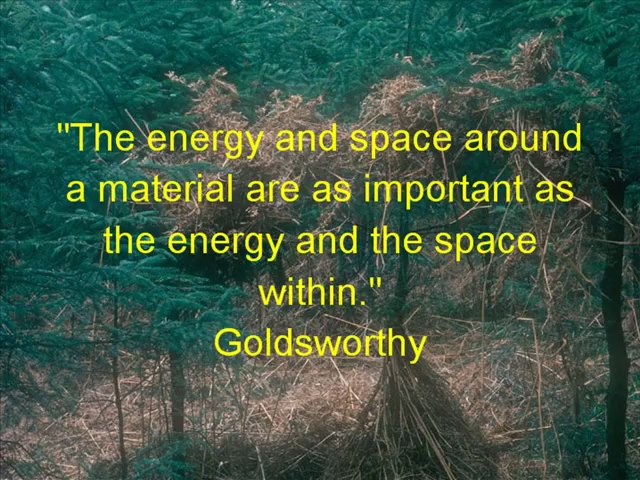 "The energy and space around
a material are as important as
the energy and the space
within."
Goldsworthy